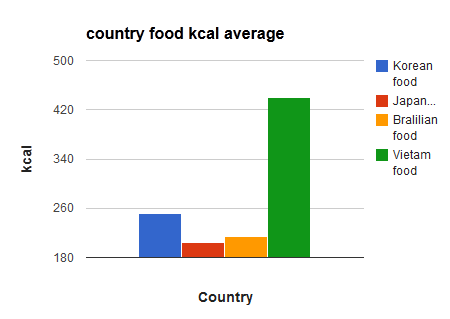 country food kcal average
500
420
340
260
180
kcal
Country
Korean
food
Japan...
Bralilian
food
Vietam
food